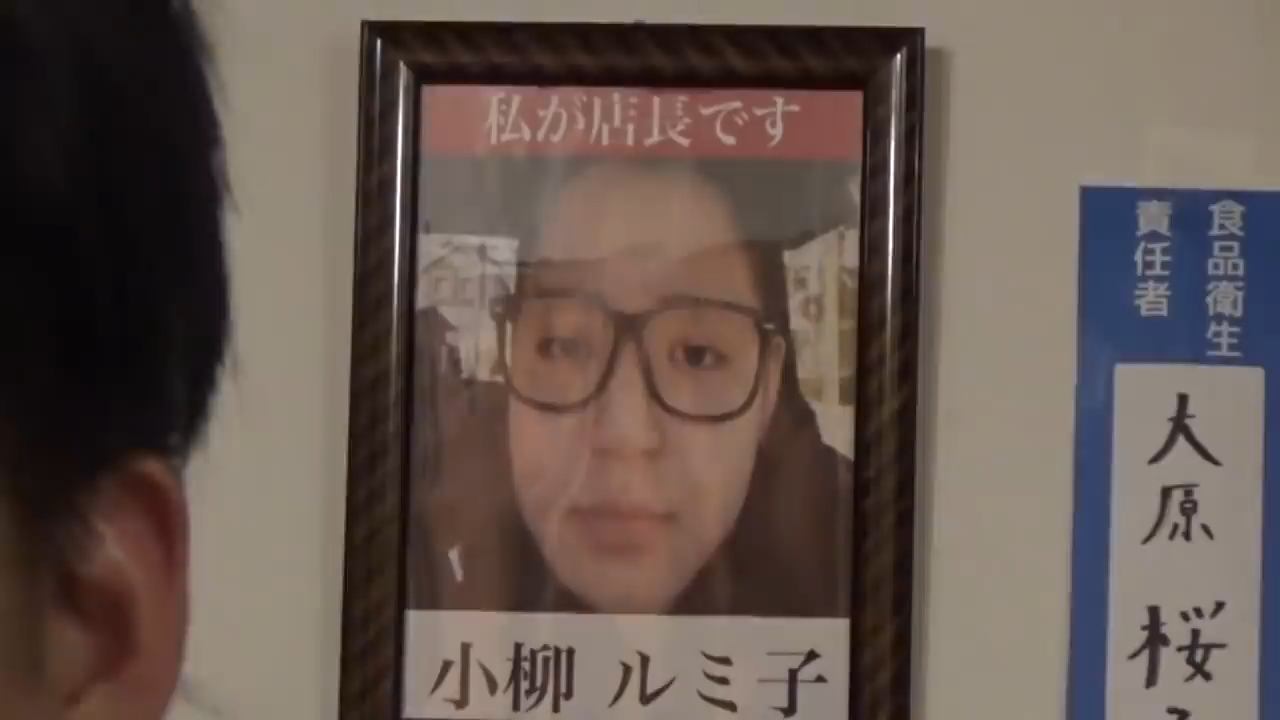 私が店長です
小柳 ルミ子
食品衛生
責任者
大原 桜